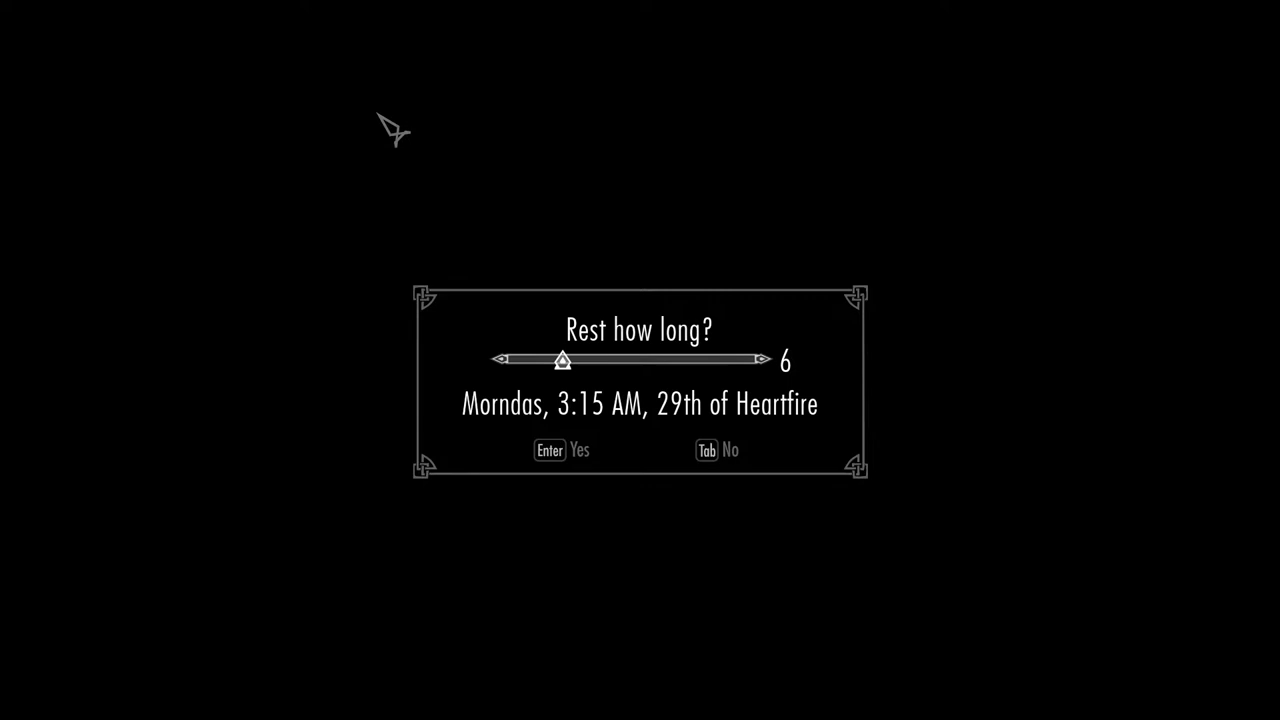 Rest how long?
6
Morndas, 3:15 AM, 29th of Heartfire
Enter Yes Tab No